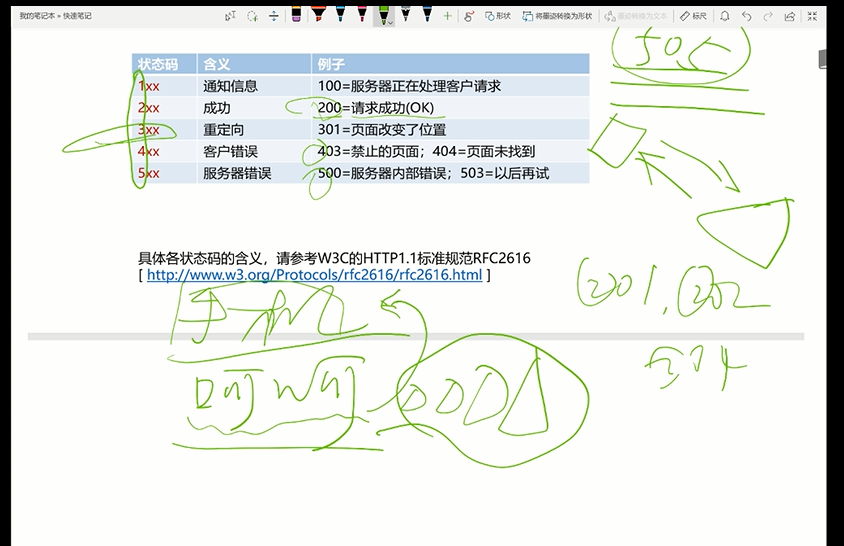 我的笔记本 » 快速笔记
形状 将墨迹转换为形状 墨迹转换为文本 标尺
状态码 含义 例子
1xx 通知信息 100=服务器正在处理客户请求
2xx 成功 200=请求成功(OK)
3xx 重定向 301=页面改变了位置
4xx 客户错误 403=禁止的页面；404=页面未找到
5xx 服务器错误 500=服务器内部错误；503=以后再试
具体各状态码的含义，请参考W3C的HTTP1.1标准规范RFC2616
[ http://www.w3.org/Protocols/rfc2616/rfc2616.html ]
201, 202
手机